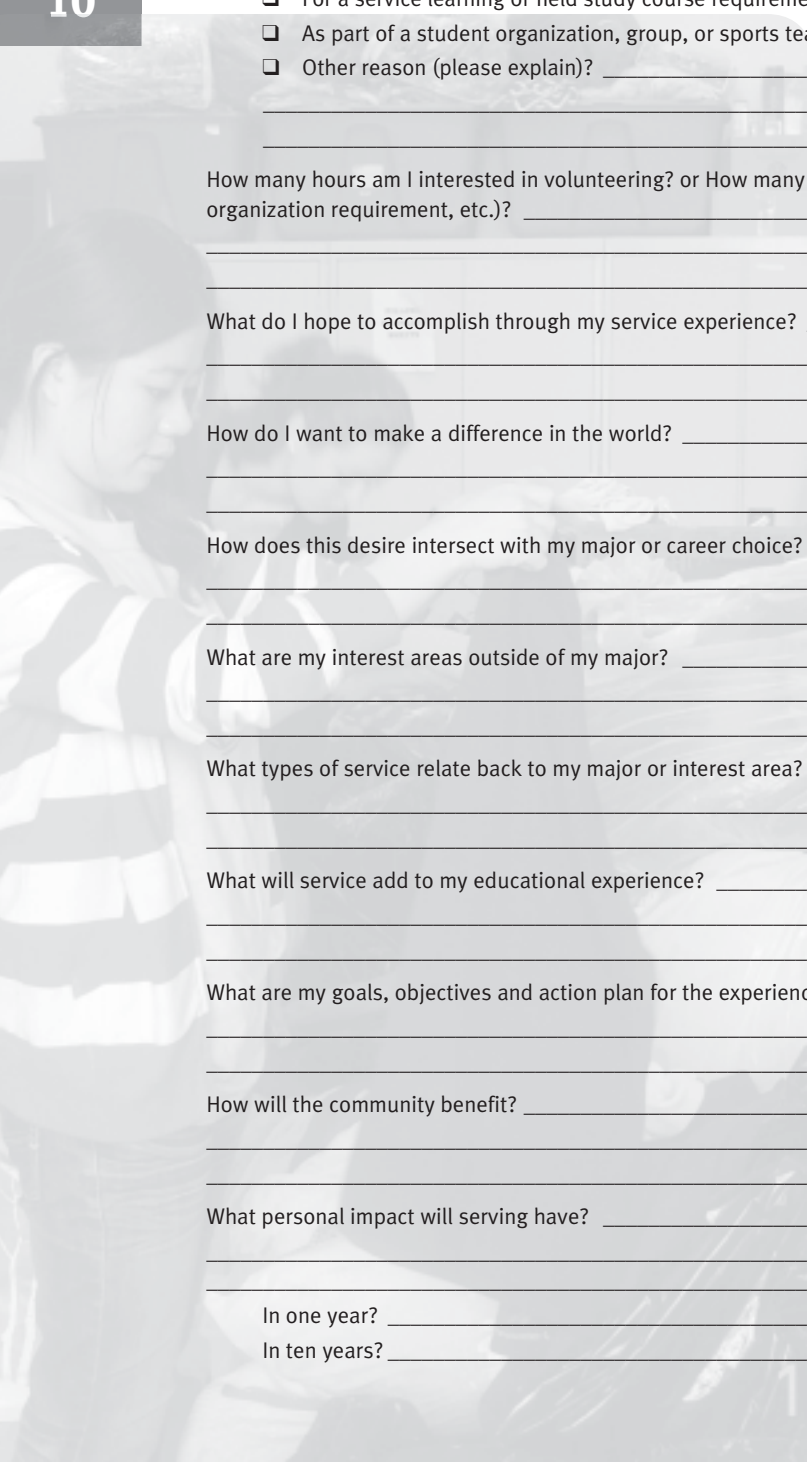 10
❑ For a service learning or field study course
❑ As part of a student organization, group, or sports
❑ Other reason (please explain)?
How many hours am I interested in volunteering? or How many
organization requirement, etc.)?
What do I hope to accomplish through my service experience?
How do I want to make a difference in the world?
How does this desire intersect with my major or career choice?
What are my interest areas outside of my major?
What types of service relate back to my major or interest area?
What will service add to my educational experience?
What are my goals, objectives and action plan for the
How will the community benefit?
What personal impact will serving have?
In one year?
In ten years?